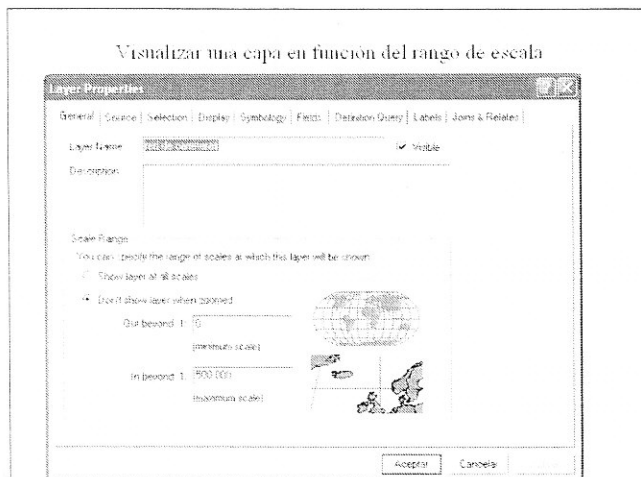 Visualizar una capa en función del rango de escala
Layer Properties
General Source Selection Display Symbology Fields Definition Query Labels Joins & Relates
Layer Name Visible
Description
Scale Range
You can specify the range of scales at which this layer will be shown
Show layer at all scales
Don't show layer when zoomed
Out beyond 1: 0
(minimum scale)
In beyond 1: 500.000
(maximum scale)
Aceptar Cancelar